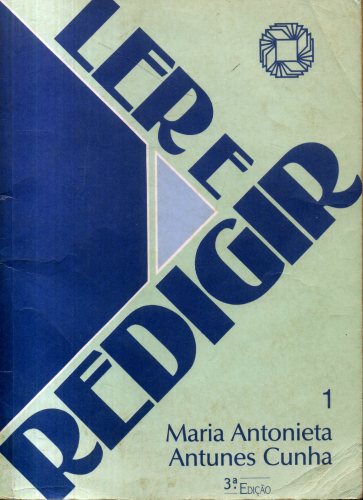 LER E
REDIGIR
1
Maria Antonieta
Antunes Cunha
3ª EDIÇÃO